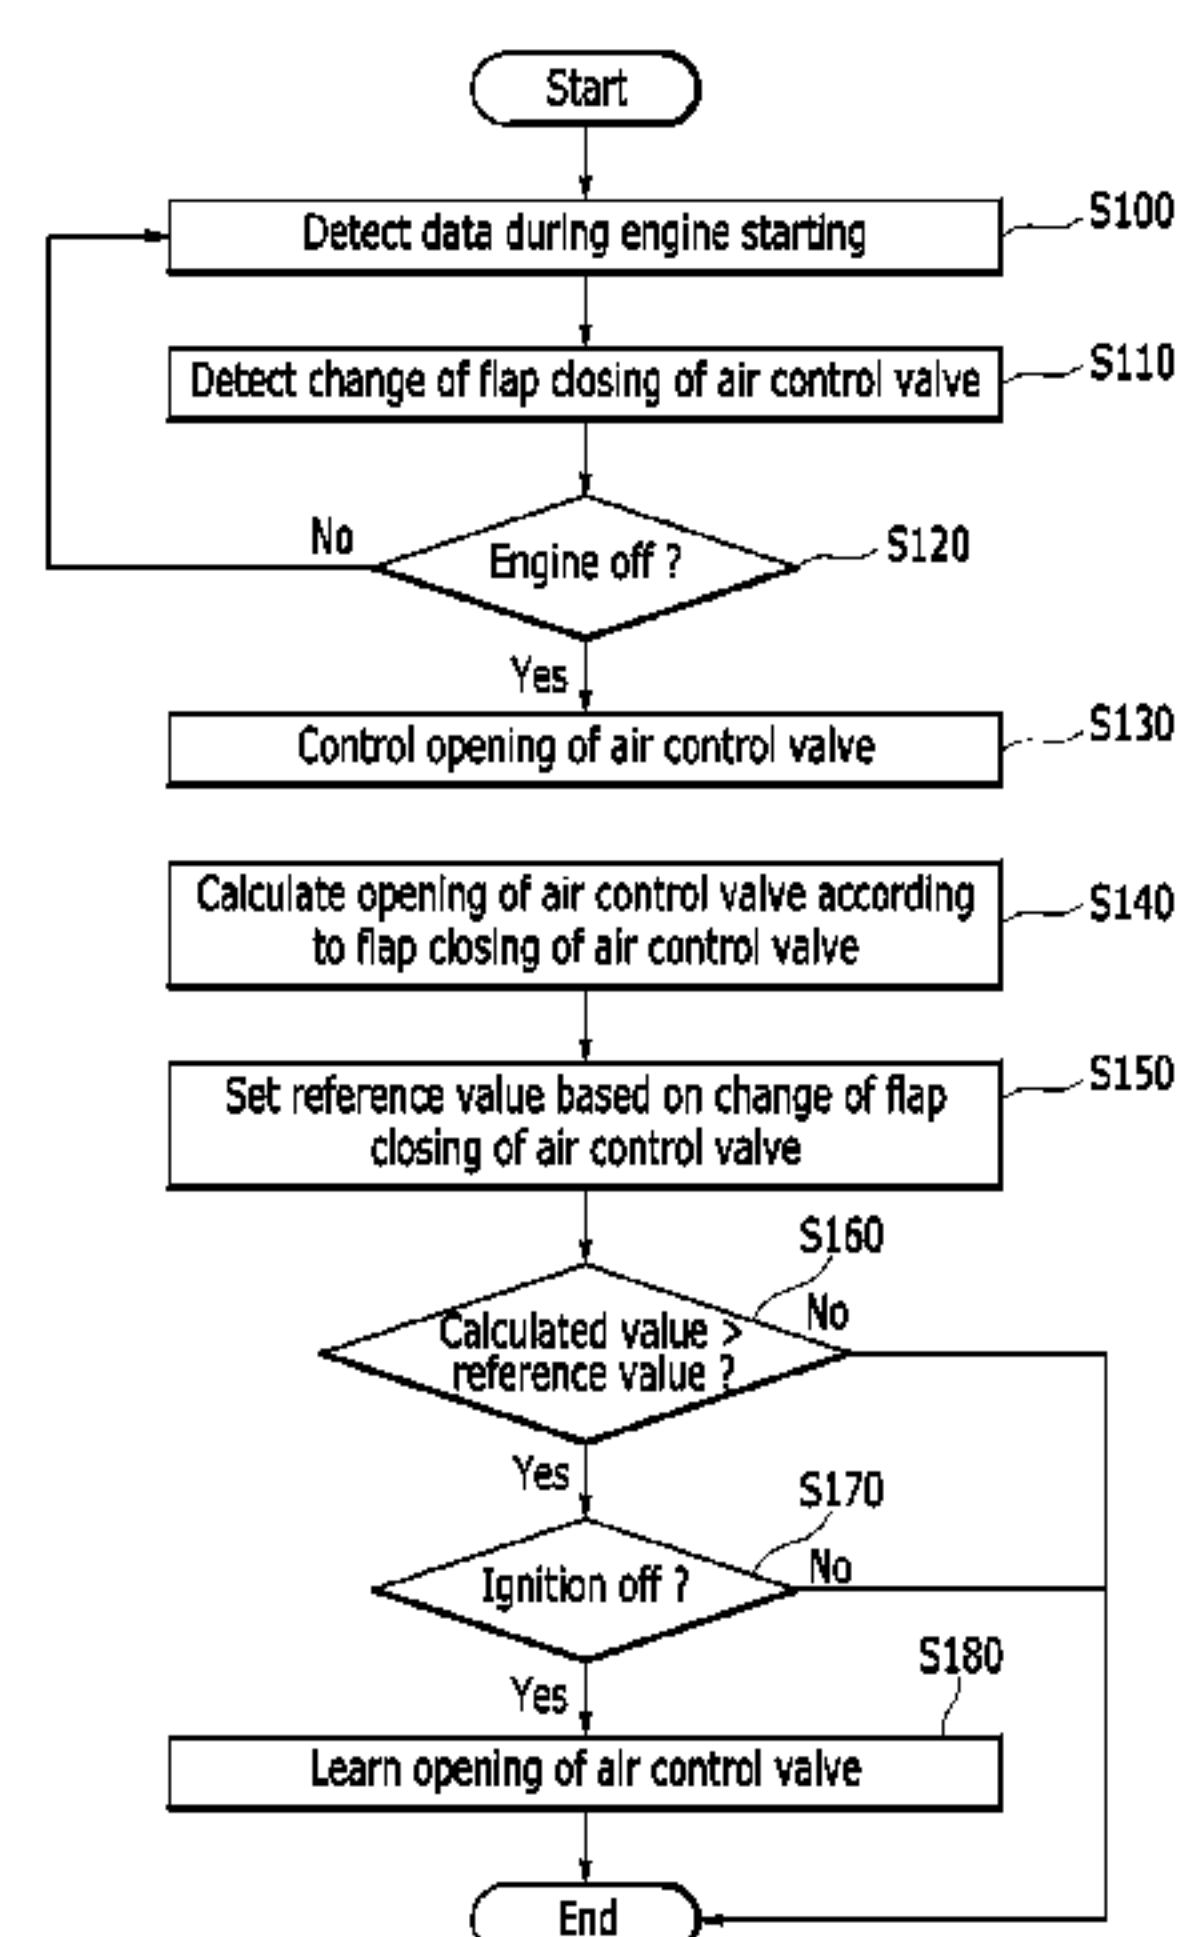 Start
Detect data during engine starting
S100
Detect change of flap closing of air control valve
S110
No
Engine off ?
S120
Yes
Control opening of air control valve
S130
Calculate opening of air control valve according
to flap closing of air control valve
S140
Set reference value based on change of flap
closing of air control valve
S150
S160
Calculated value >
reference value ?
No
Yes
S170
Ignition off ?
No
Yes
S180
Learn opening of air control valve
End